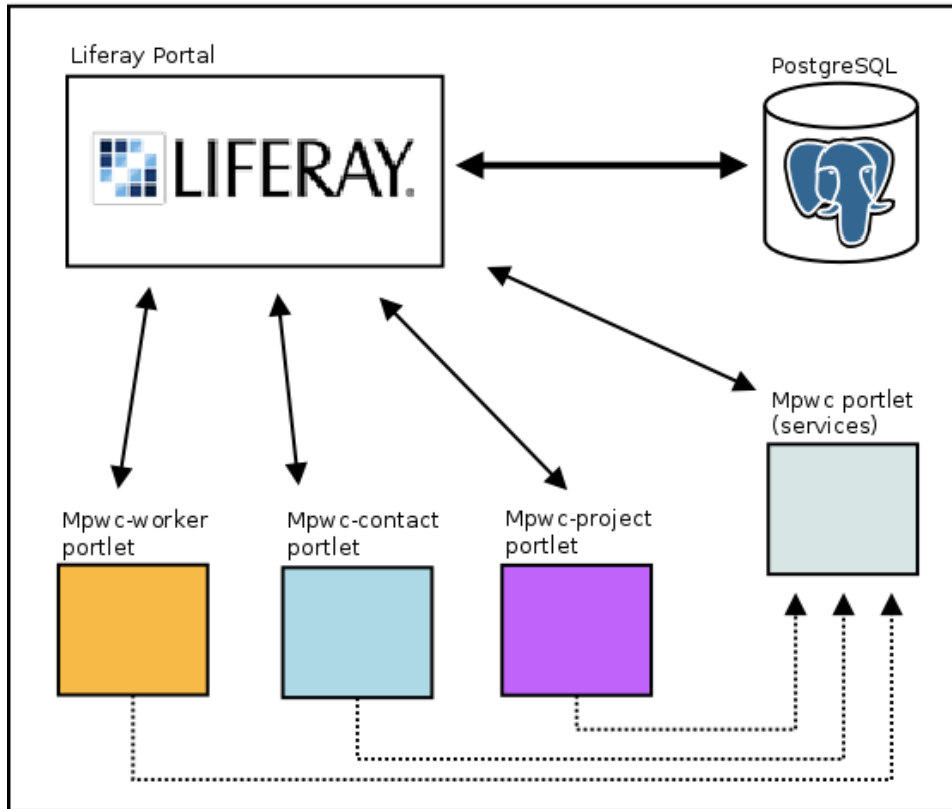 Liferay Portal
LIFERAY.
PostgreSQL
Mpwc portlet
(services)
Mpwc-worker
portlet
Mpwc-contact
portlet
Mpwc-project
portlet